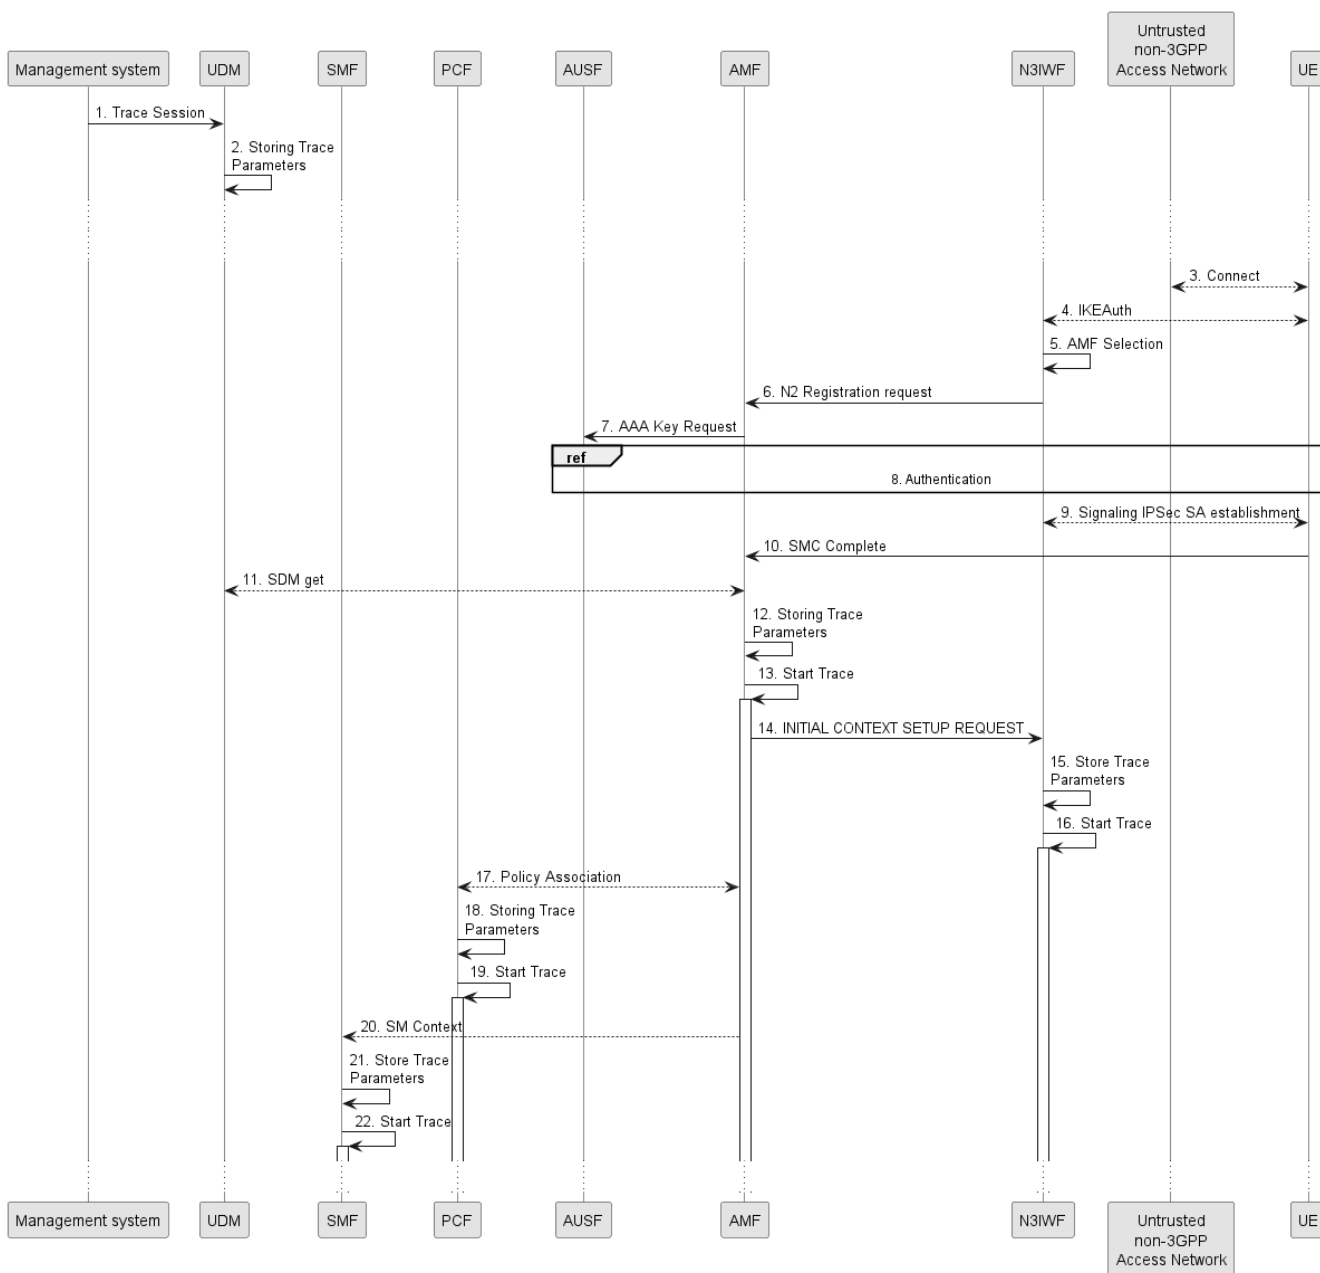 Untrusted
non-3GPP
Access Network
Management system
UDM
SMF
PCF
AUSF
AMF
N3IWF
UE
1. Trace Session
2. Storing Trace
Parameters
3. Connect
4. IKEAuth
5. AMF Selection
6. N2 Registration request
7. AAA Key Request
ref
8. Authentication
9. Signaling IPSec SA establishment
10. SMC Complete
11. SDM get
12. Storing Trace
Parameters
13. Start Trace
14. INITIAL CONTEXT SETUP REQUEST
15. Store Trace
Parameters
16. Start Trace
17. Policy Association
18. Storing Trace
Parameters
19. Start Trace
20. SM Context
21. Store Trace
Parameters
22. Start Trace
Management system
UDM
SMF
PCF
AUSF
AMF
N3IWF
Untrusted
non-3GPP
Access Network
UE